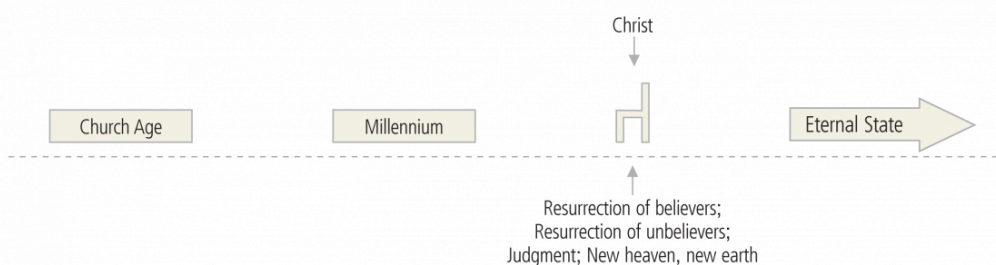 Christ
Church Age
Millennium
Eternal State
Resurrection of believers;
Resurrection of unbelievers;
Judgment; New heaven, new earth